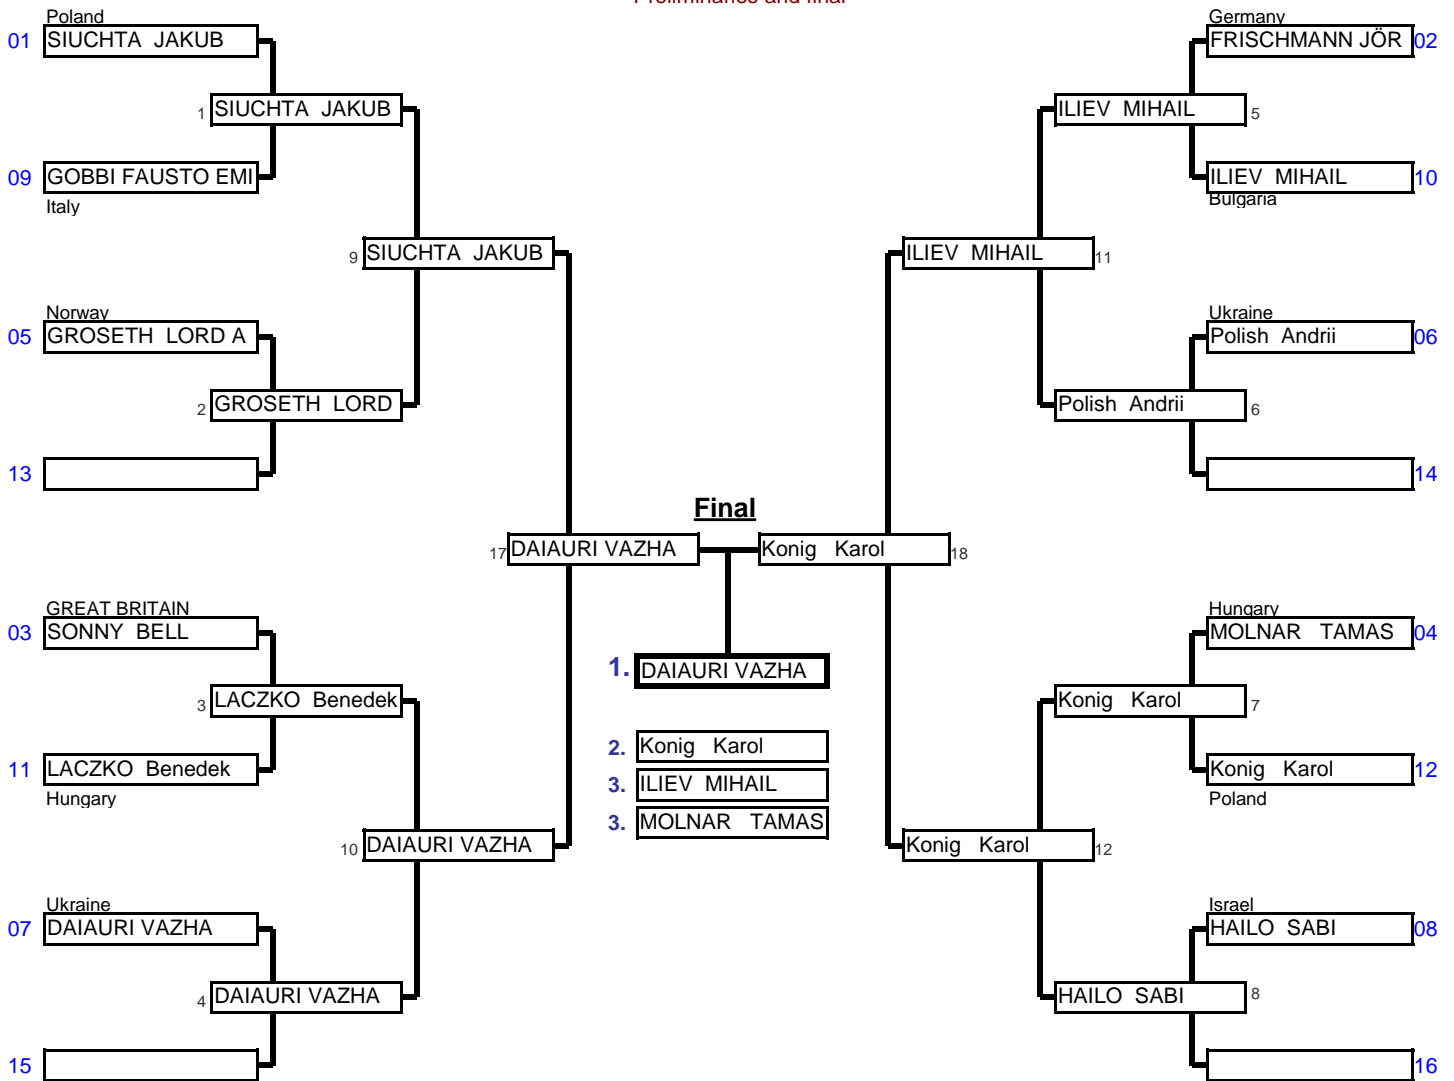 Preliminaries and final
Poland
01 SIUCHTA JAKUB
1 SIUCHTA JAKUB
09 GOBBI FAUSTO EMI
Italy
9 SIUCHTA JAKUB
Norway
05 GROSETH LORD A
2 GROSETH LORD
13
17 DAIAURI VAZHA
GREAT BRITAIN
03 SONNY BELL
3 LACZKO Benedek
11 LACZKO Benedek
Hungary
10 DAIAURI VAZHA
Ukraine
07 DAIAURI VAZHA
4 DAIAURI VAZHA
15
Final
1. DAIAURI VAZHA
2. Konig Karol
3. ILIEV MIHAIL
3. MOLNAR TAMAS
Germany
FRISCHMANN JÖR 02
ILIEV MIHAIL 5
ILIEV MIHAIL 10
Bulgaria
ILIEV MIHAIL 11
Ukraine
Polish Andrii 06
Polish Andrii 6
14
Konig Karol 18
Hungary
MOLNAR TAMAS 04
Konig Karol 7
Konig Karol 12
Poland
Konig Karol 12
Israel
HAILO SABI 08
HAILO SABI 8
16